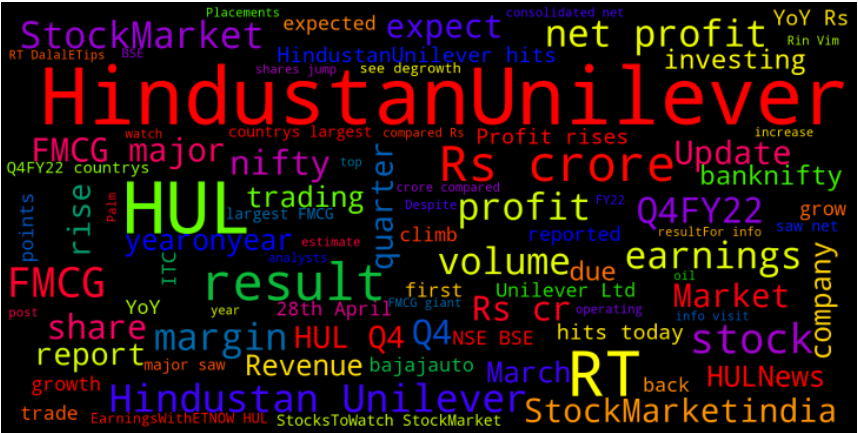 Placements
consolidated net
StockMarket
expected
expect
net profit
YoY Rs
Rin Vim
RT DalalETips
BSE
HindustanUnilever hits
investing
shares jump
see degrowth
HindustanUnilever
watch
countrys largest
compared Rs
Profit rises
increase
FMCG major
nifty
top
quarter
Rs crore
Update
Q4FY22 countrys
banknifty
points
rise
Palm
HUL
trading
crore compared
Despite
FY22
profit
Q4FY22
grow
largest FMCG
yearonyear
estimate
climb
reported
resultFor info
saw net
analysts
volume
earnings
company
ITC
FMCG
result
due
oil
first
Unilever Ltd
Market
post
YoY
year
28th April
FMCG giant
Rs cr
operating
info visit
share
margin
HUL Q4
Q4
NSE BSE
hits today
stock
report
major saw
Revenue
bajajauto
March
RT
back
HULNews
growth
Hindustan Unilever
trade
EarningsWithETNOW HUL
StocksToWatch StockMarket
StockMarketindia